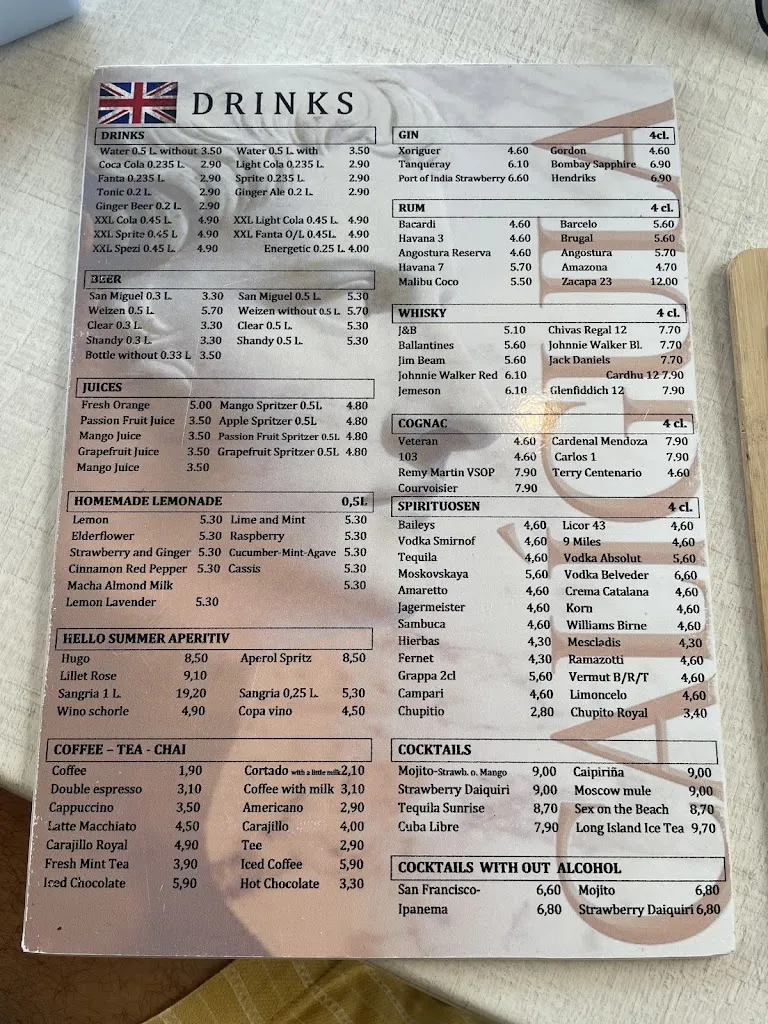 DRINKS
DRINKS
Water 0.5 L. without 3.50 Water 0.5 L. with 3.50
Coca Cola 0.235 L. 2.90 Light Cola 0.235 L. 2.90
Fanta 0.235 L. 2.90 Sprite 0.235 L. 2.90
Tonic 0.2 L. 2.90 Ginger Ale 0.2 L. 2.90
Ginger Beer 0.2 L. 2.90
XXL Cola 0.45 L. 4.90 XXL Light Cola 0.45 L. 4.90
XXL Sprite 0.45 L 4.90 XXL Fanta O/L 0.45L. 4.90
XXL Spezi 0.45 L. 4.90 Energetic 0.25 L. 4.00
BEER
San Miguel 0.3 L. 3.30 San Miguel 0.5 L. 5.30
Weizen 0.5 L. 5.70 Weizen without 0.5 L. 5.70
Clear 0.3 L. 3.30 Clear 0.5 L. 5.30
Shandy 0.3 L. 3.30 Shandy 0.5 L. 5.30
Bottle without 0.33 L 3.50
JUICES
Fresh Orange 5.00 Mango Spritzer 0.5L 4.80
Passion Fruit Juice 3.50 Apple Spritzer 0.5L 4.80
Mango Juice 3.50 Passion Fruit Spritzer 0.5L 4.80
Grapefruit Juice 3.50 Grapefruit Spritzer 0.5L 4.80
Mango Juice 3.50
HOMEMADE LEMONADE 0,5L
Lemon 5.30 Lime and Mint 5.30
Elderflower 5.30 Raspberry 5.30
Strawberry and Ginger 5.30 Cucumber-Mint-Agave 5.30
Cinnamon Red Pepper 5.30 Cassis 5.30
Macha Almond Milk 5.30
Lemon Lavender 5.30
HELLO SUMMER APERITIV
Hugo 8,50 Aperol Spritz 8,50
Lillet Rose 9,10
Sangria 1 L. 19,20 Sangria 0,25 L. 5,30
Wino schorle 4,90 Copa vino 4,50
COFFEE – TEA - CHAI
Coffee 1,90 Cortado with a little milk 2,10
Double espresso 3,10 Coffee with milk 3,10
Cappuccino 3,50 Americano 2,90
Latte Macchiato 4,50 Carajillo 4,00
Carajillo Royal 4,90 Tee 2,90
Fresh Mint Tea 3,90 Iced Coffee 5,90
Iced Chocolate 5,90 Hot Chocolate 3,30
GIN 4cl.
Xoriguer 4.60 Gordon 4.60
Tanqueray 6.10 Bombay Sapphire 6.90
Port of India Strawberry 6.60 Hendriks 6.90
RUM 4 cl.
Bacardi 4.60 Barcelo 5.60
Havana 3 4.60 Brugal 5.60
Angostura Reserva 4.60 Angostura 5.70
Havana 7 5.70 Amazona 4.70
Malibu Coco 5.50 Zacapa 23 12.00
WHISKY 4 cl.
J&B 5.10 Chivas Regal 12 7.70
Ballantines 5.60 Johnnie Walker Bl. 7.70
Jim Beam 5.60 Jack Daniels 7.70
Johnnie Walker Red 6.10 Cardhu 12 7.90
Jemeson 6.10 Glenfiddich 12 7.90
COGNAC 4 cl.
Veteran 4.60 Cardenal Mendoza 7.90
103 4.60 Carlos 1 7.90
Remy Martin VSOP 7.90 Terry Centenario 4.60
Courvoisier 7.90
SPIRITUOSEN 4 cl.
Baileys 4,60 Licor 43 4,60
Vodka Smirnof 4,60 9 Miles 4,60
Tequila 4,60 Vodka Absolut 5,60
Moskovskaya 5,60 Vodka Belveder 6,60
Amaretto 4,60 Crema Catalana 4,60
Jagermeister 4,60 Korn 4,60
Sambuca 4,60 Williams Birne 4,60
Hierbas 4,30 Mescladis 4,30
Fernet 4,30 Ramazotti 4,60
Grappa 2cl 5,60 Vermut B/R/T 4,60
Campari 4,60 Limoncelo 4,60
Chupitio 2,80 Chupito Royal 3,40
COCKTAILS
Mojito-Strawb. o. Mango 9,00 Caipiriña 9,00
Strawberry Daiquiri 9,00 Moscow mule 9,00
Tequila Sunrise 8,70 Sex on the Beach 8,70
Cuba Libre 7,90 Long Island Ice Tea 9,70
COCKTAILS WITH OUT ALCOHOL
San Francisco- 6,60 Mojito 6,80
Ipanema 6,80 Strawberry Daiquiri 6,80
CALÍGULA